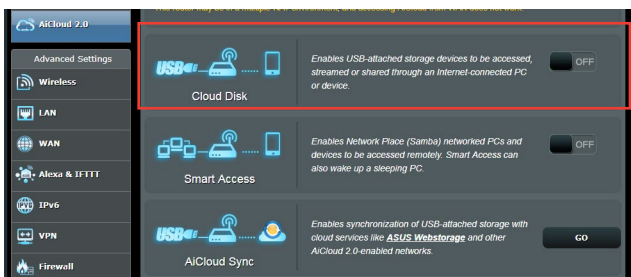 AiCloud 2.0
Advanced Settings
Wireless
LAN
WAN
Alexa & IFTTT
IPv6
VPN
Firewall
USB
Cloud Disk
Enables USB-attached storage devices to be accessed,
streamed or shared through an Internet-connected PC
or device.
OFF
Smart Access
Enables Network Place (Samba) networked PCs and
devices to be accessed remotely. Smart Access can
also wake up a sleeping PC.
OFF
USB
AiCloud Sync
Enables synchronization of USB-attached storage with
cloud services like ASUS Webstorage and other
AiCloud 2.0-enabled networks.
GO